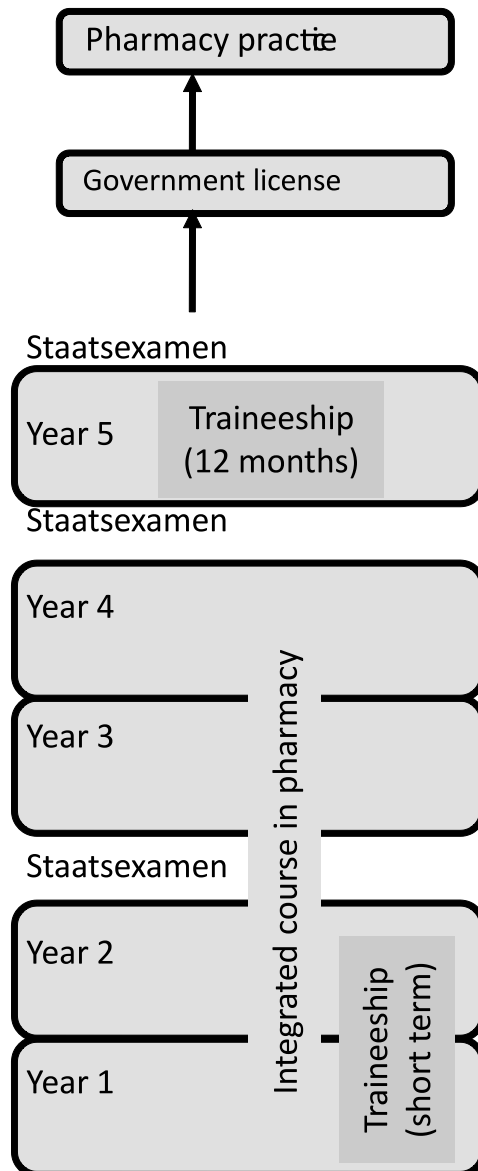 Pharmacy practice
Government license
Staatsexamen
Year 5
Traineeship
(12 months)
Staatsexamen
Year 4
Year 3
Integrated course in pharmacy
Staatsexamen
Year 2
Year 1
Traineeship
(short term)